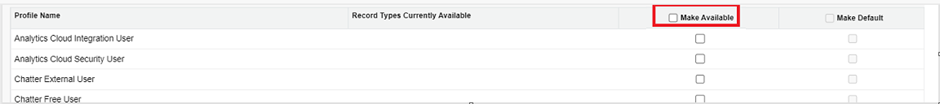 Profile Name Record Types Currently Available Make Available Make Default
Analytics Cloud Integration User
Analytics Cloud Security User
Chatter External User
Chatter Free User